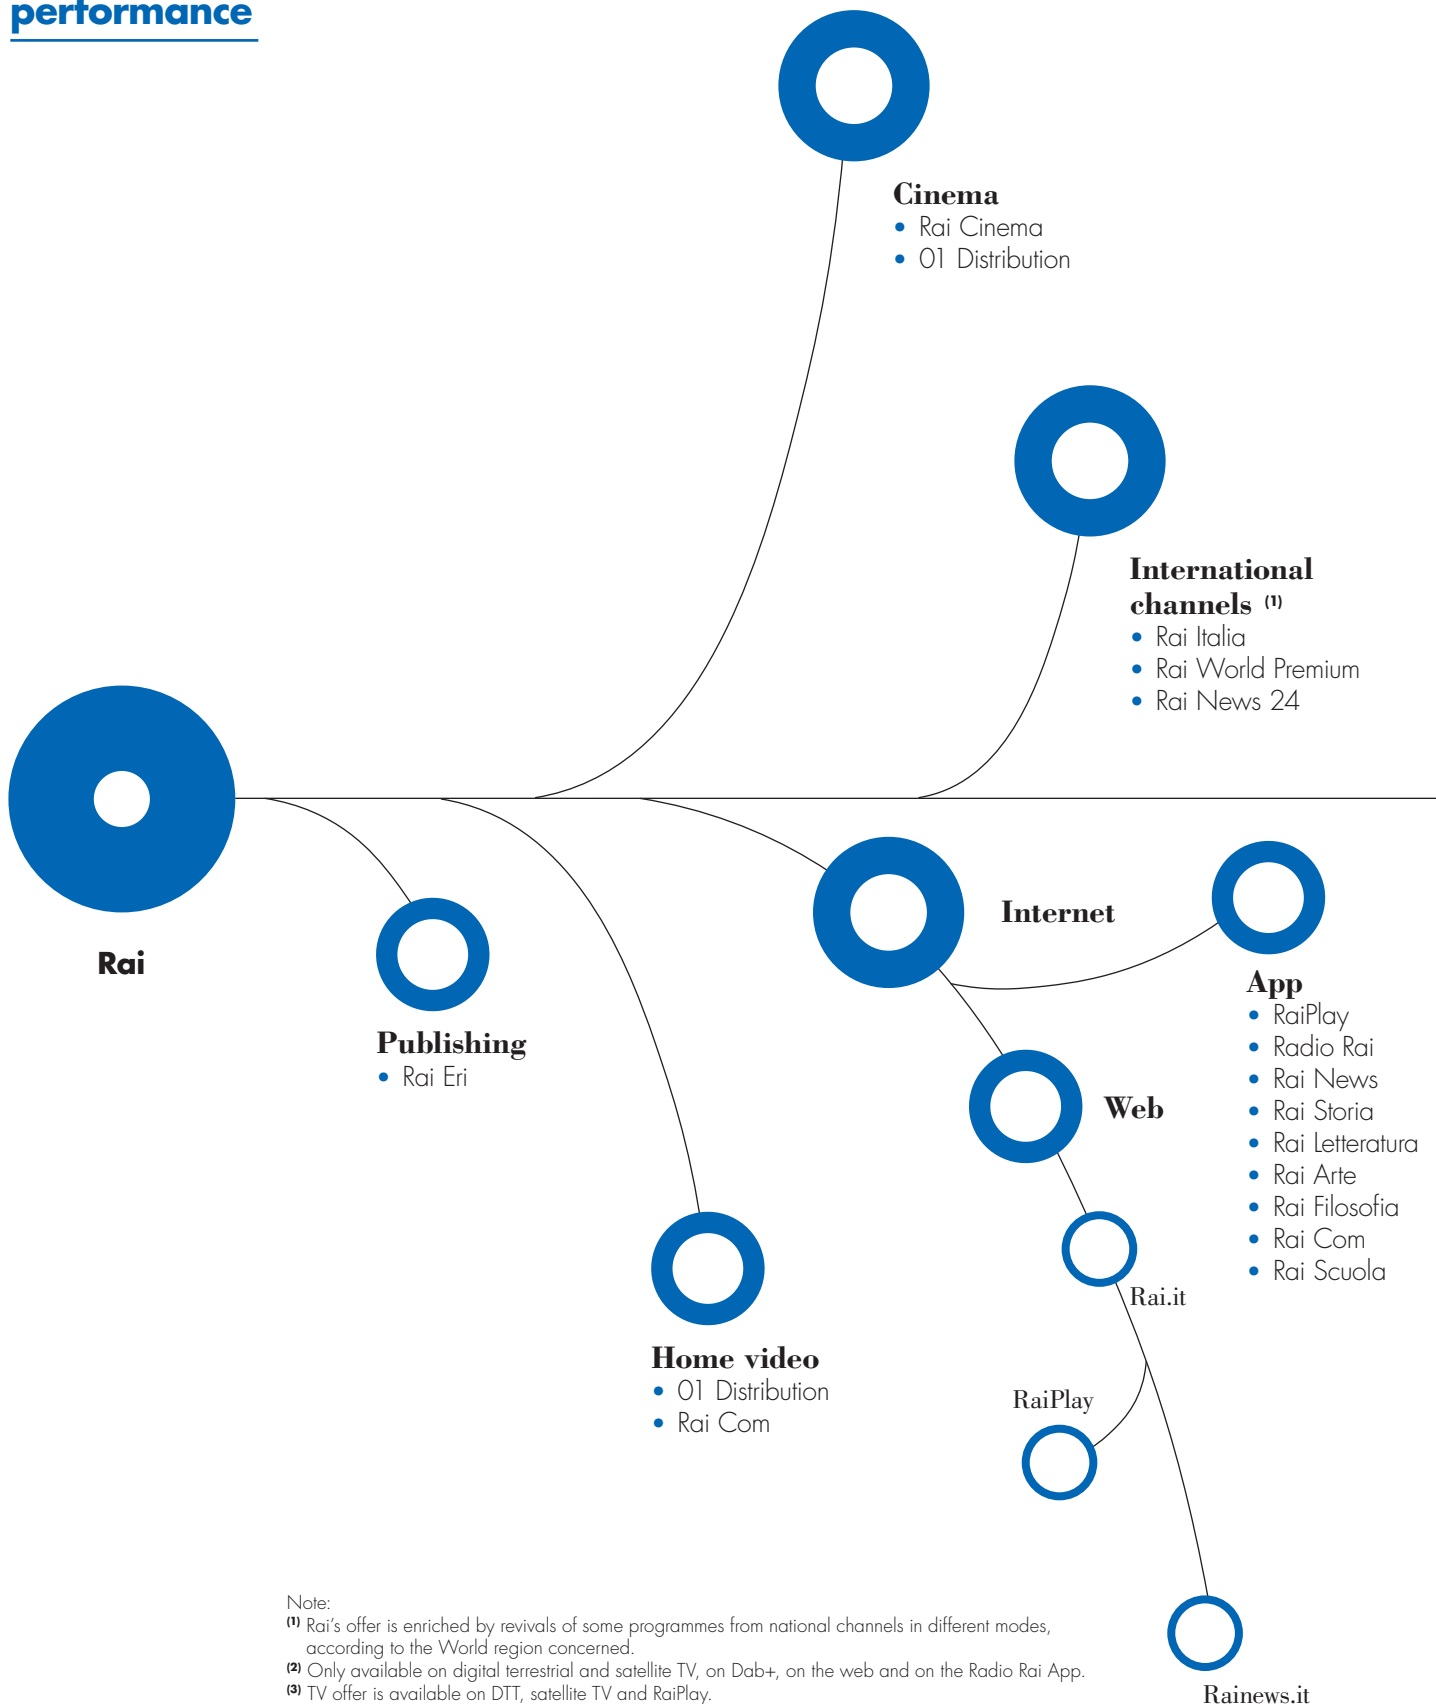 performance
Cinema
• Rai Cinema
• 01 Distribution
International
channels (1)
• Rai Italia
• Rai World Premium
• Rai News 24
Rai
Publishing
• Rai Eri
Home video
• 01 Distribution
• Rai Com
Internet
App
• RaiPlay
• Radio Rai
• Rai News
• Rai Storia
• Rai Letteratura
• Rai Arte
• Rai Filosofia
• Rai Com
• Rai Scuola
Web
Rai.it
RaiPlay
Rainews.it
Note:
(1) Rai's offer is enriched by revivals of some programmes from national channels in different modes,
according to the World region concerned.
(2) Only available on digital terrestrial and satellite TV, on Dab+, on the web and on the Radio Rai App.
(3) TV offer is available on DTT, satellite TV and RaiPlay.